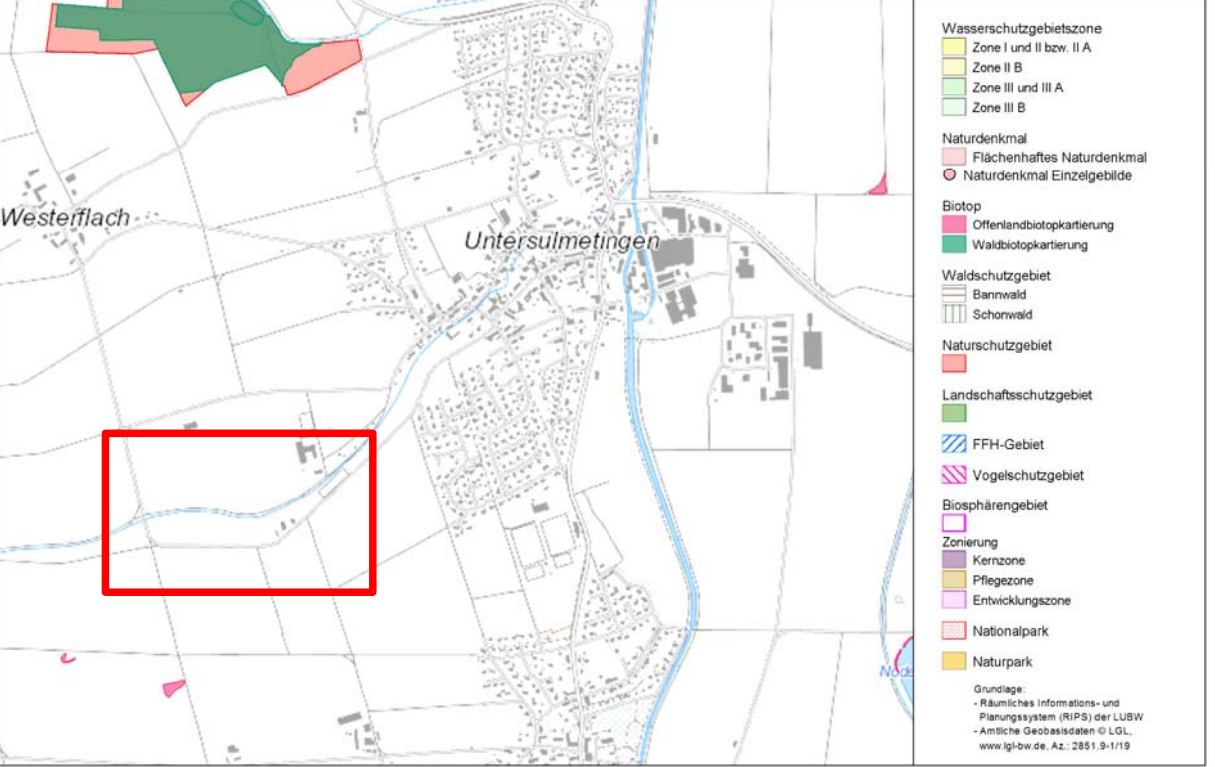 Westerflach
Untersulmetingen
Wasserschutzgebietszone
Zone I und II bzw. II A
Zone II B
Zone III und III A
Zone III B
Naturdenkmal
Flächenhaftes Naturdenkmal
Naturdenkmal Einzelgebilde
Biotop
Offenlandbiotopkartierung
Waldbiotopkartierung
Waldschutzgebiet
Bannwald
Schonwald
Naturschutzgebiet
Landschaftsschutzgebiet
FFH-Gebiet
Vogelschutzgebiet
Biosphärengebiet
Zonierung
Kernzone
Pflegezone
Entwicklungszone
Nationalpark
Naturpark
Grundlage:
- Räumliches Informations- und
Planungssystem (RIPS) der LUBW
- Amtliche Geobasisdaten © LGL,
www.lgl-bw.de, Az.: 2851.9-1/19